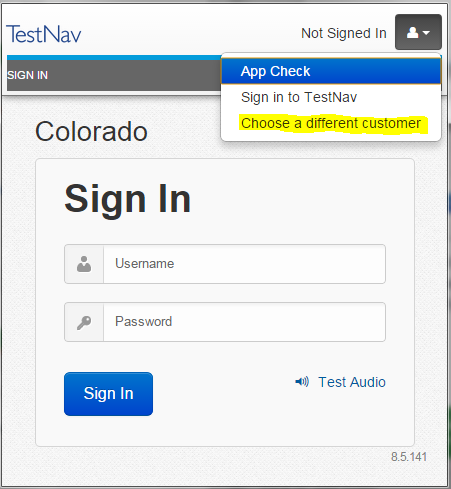 TestNav
Not Signed In
SIGN IN
App Check
Sign in to TestNav
Choose a different customer
Colorado
Sign In
Username
Password
Sign In
Test Audio
8.5.141